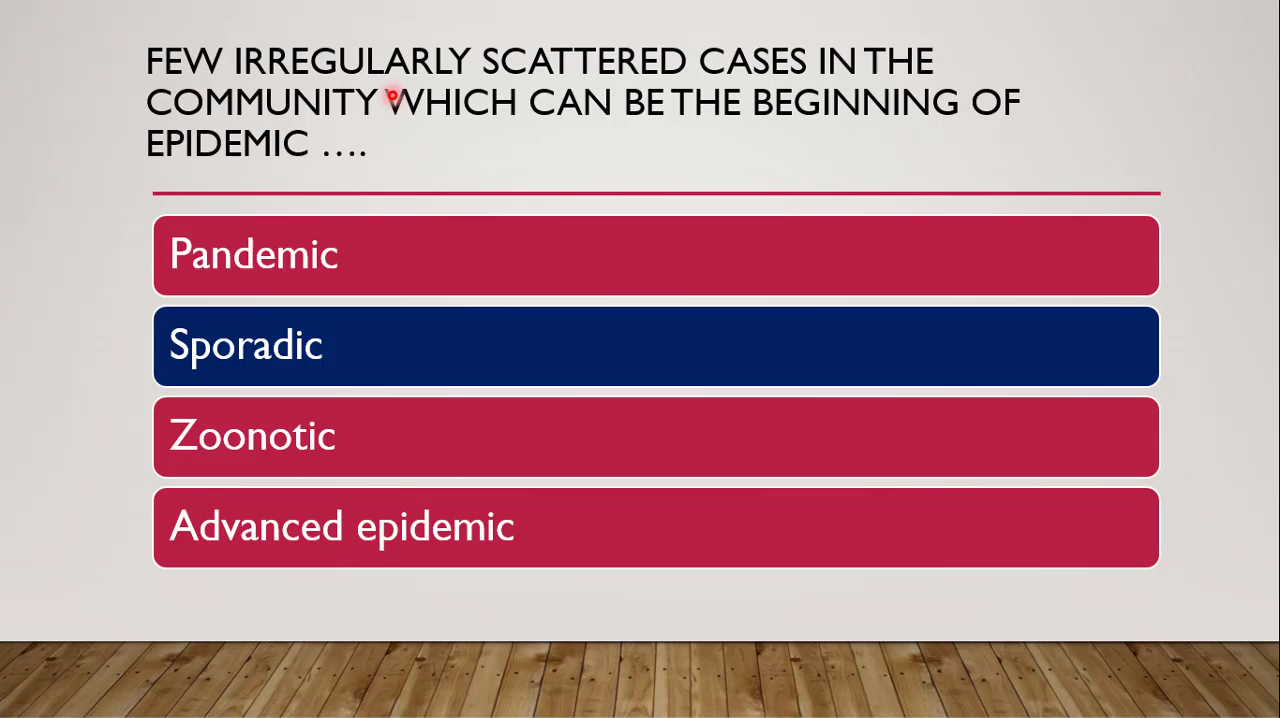 FEW IRREGULARLY SCATTERED CASES IN THE
COMMUNITY WHICH CAN BE THE BEGINNING OF
EPIDEMIC ....
Pandemic
Sporadic
Zoonotic
Advanced epidemic